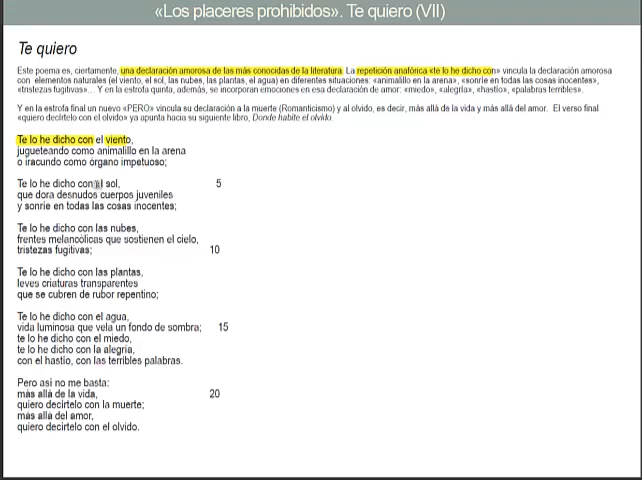 «Los placeres prohibidos». Te quiero (VII)
Te quiero
Este poema es, ciertamente, una declaración amorosa de las más conocidas de la literatura. La repetición anafórica «te lo he dicho con» vincula la declaración amorosa
con elementos naturales (el viento, el sol, las nubes, las plantas, el agua) en diferentes situaciones: «animalillo en la arena», «sonríe en todas las cosas inocentes»,
«tristezas fugitivas»... Y en la estrofa quinta, además, se incorporan emociones en esa declaración de amor: «miedo», «alegría», «hastío», «palabras terribles».
Y en la estrofa final un nuevo «PERO» vincula su declaración a la muerte (Romanticismo) y al olvido, es decir, más allá de la vida y más allá del amor. El verso final
«quiero decírtelo con el olvido» ya apunta hacia su siguiente libro, Donde habite el olvido.
Te lo he dicho con el viento,
jugueteando como animalillo en la arena
o iracundo como órgano impetuoso;
Te lo he dicho con el sol, 5
que dora desnudos cuerpos juveniles
y sonríe en todas las cosas inocentes;
Te lo he dicho con las nubes,
frentes melancólicas que sostienen el cielo,
tristezas fugitivas; 10
Te lo he dicho con las plantas,
leves criaturas transparentes
que se cubren de rubor repentino;
Te lo he dicho con el agua,
vida luminosa que vela un fondo de sombra; 15
te lo he dicho con el miedo,
te lo he dicho con la alegría,
con el hastío, con las terribles palabras.
Pero así no me basta:
más allá de la vida, 20
quiero decírtelo con la muerte;
más allá del amor,
quiero decírtelo con el olvido.